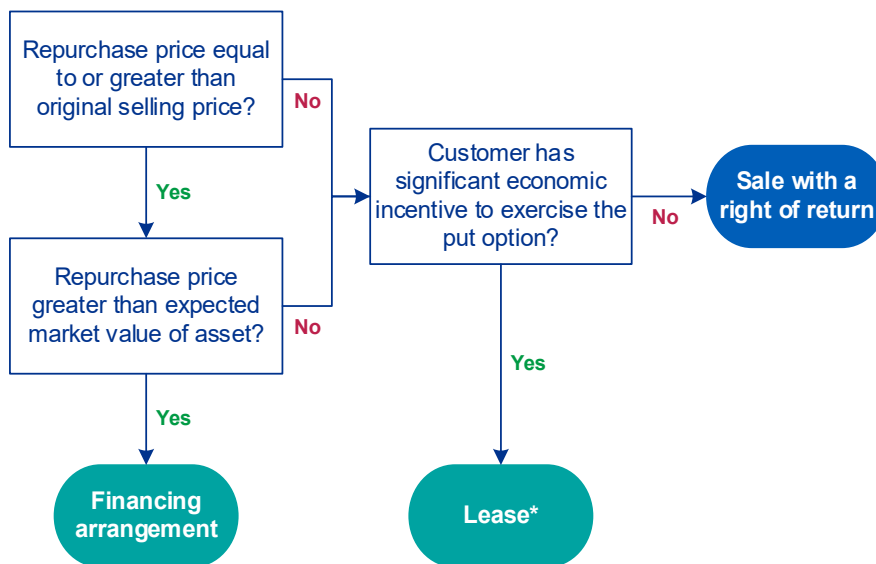 Repurchase price equal
to or greater than
original selling price?
No
Yes
Customer has
significant economic
incentive to exercise the
put option?
No
Sale with a
right of return
Repurchase price
greater than expected
market value of asset?
No
Yes
Yes
Financing
arrangement
Lease*